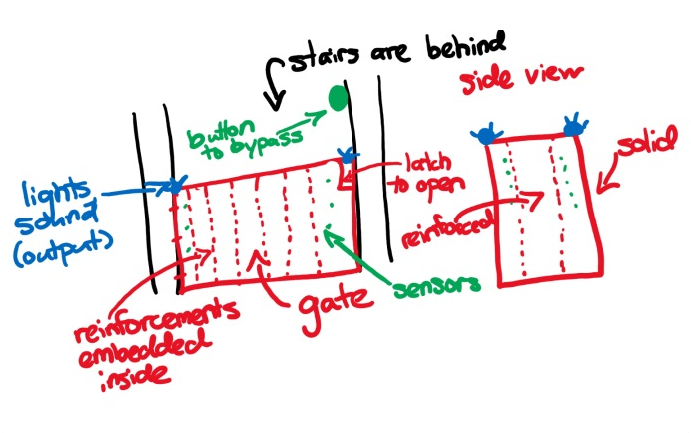 stairs are behind
side view
button
to bypass
solid
latch
to open
lights
sound
(output)
reinforced
sensors
gate
reinforcements
embedded
inside